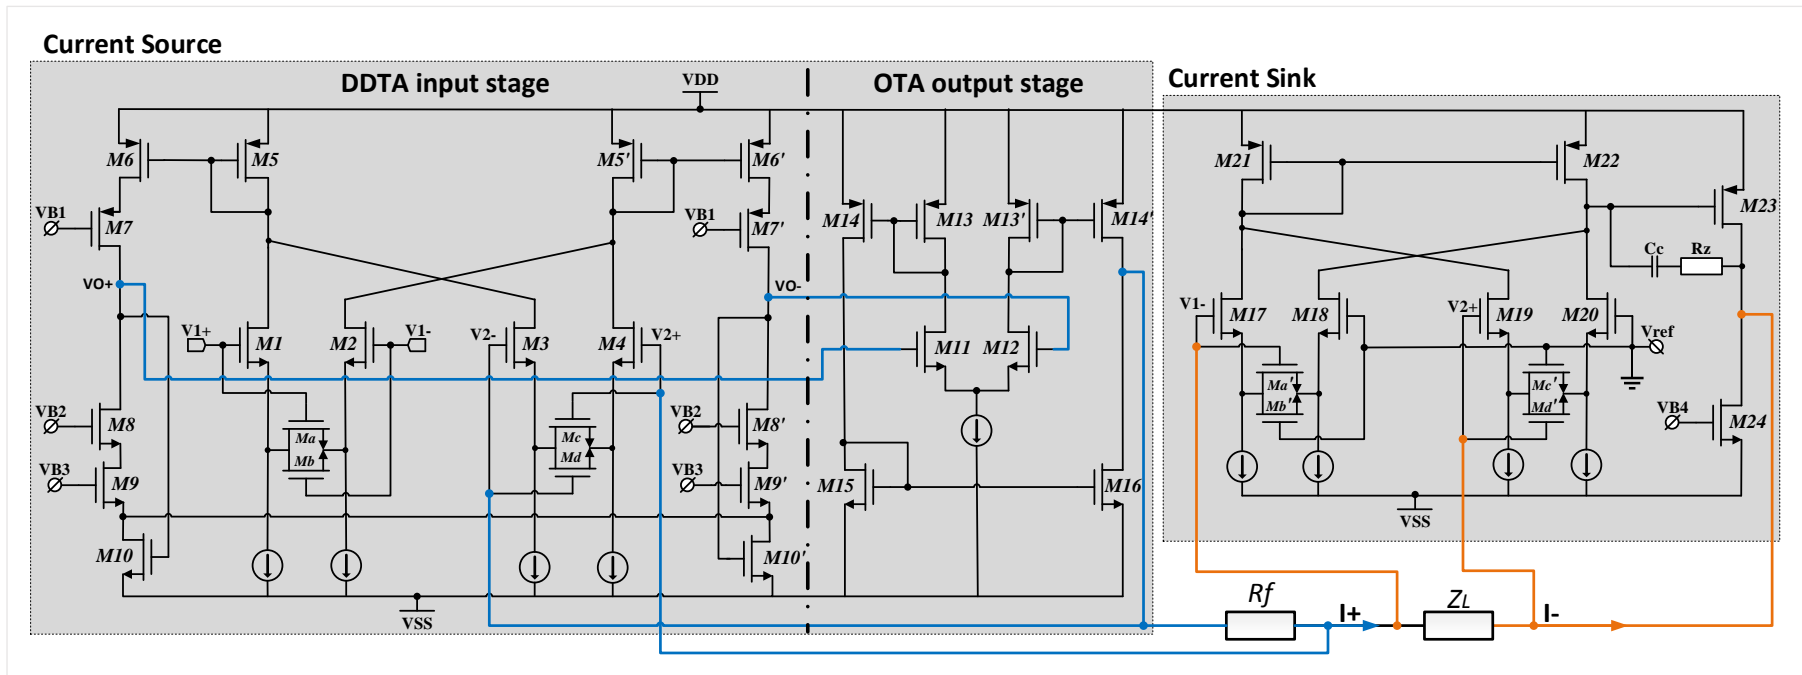 Current Source
DDTA input stage
VDD
OTA output stage
Current Sink
M6
M5
M5'
M6'
M21
M22
VB1
M7
VB1
M7'
M14
M13
M13'
M14'
M23
Cc
Rz
VO+
VO-
V1+
M1
M2
V1-
V2-
M3
M4
V2+
M11
M12
V1-
M17
M18
V2+
M19
M20
Vref
Ma'
Mb'
Mc'
Md'
VB2
M8
Ma
Mb
Mc
Md
VB2
M8'
VB4
M24
VB3
M9
VB3
M9'
M15
M16
VSS
M10
M10'
VSS
Rf
I+
ZL
I-